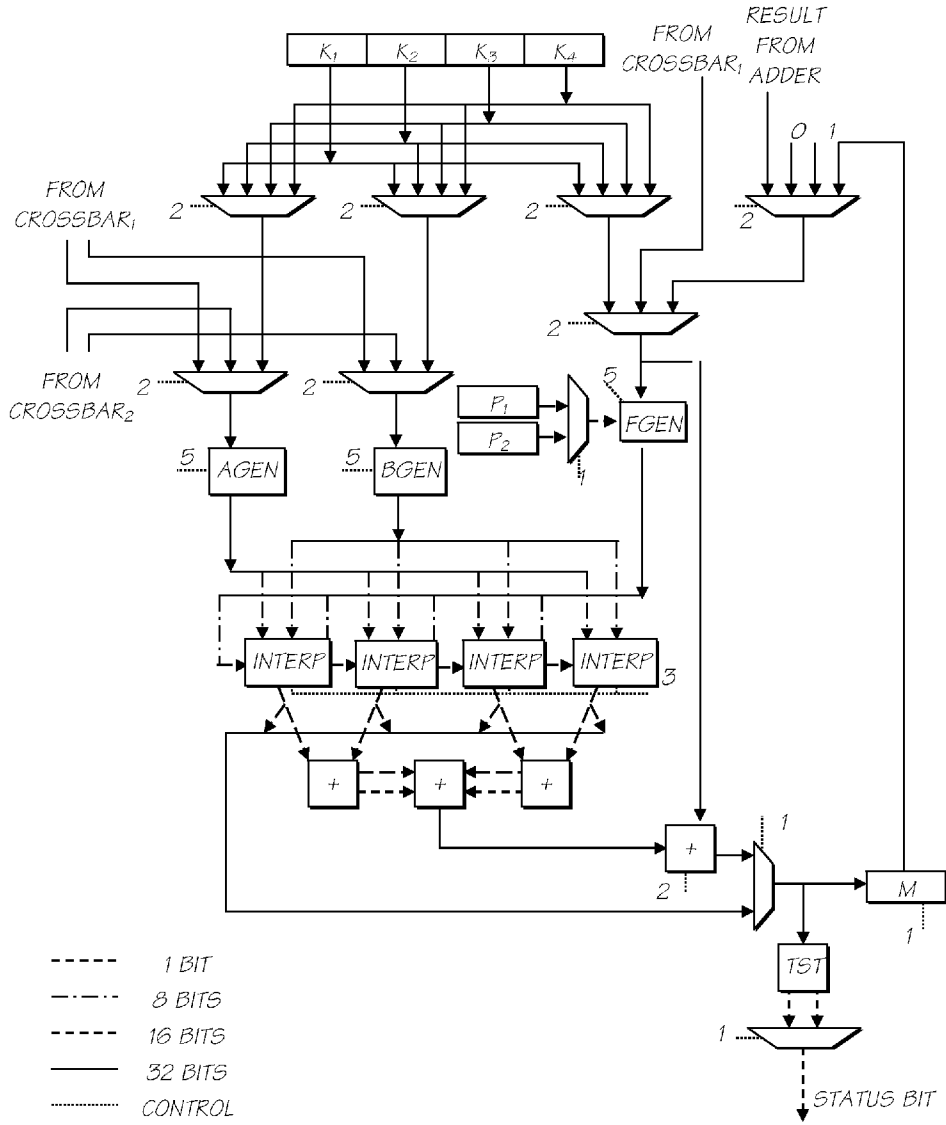 FROM
CROSSBAR₁
RESULT
FROM
ADDER
K₁ K₂ K₃ K₄
0 1
FROM
CROSSBAR₁
2
2
2
2
2
FROM
CROSSBAR₂
2
2
P₁
P₂
1
5
FGEN
5
AGEN
5
BGEN
INTERP
INTERP
INTERP
INTERP
3
+
+
+
+
2
1
M
1
TST
1
STATUS BIT
1 BIT
8 BITS
16 BITS
32 BITS
CONTROL